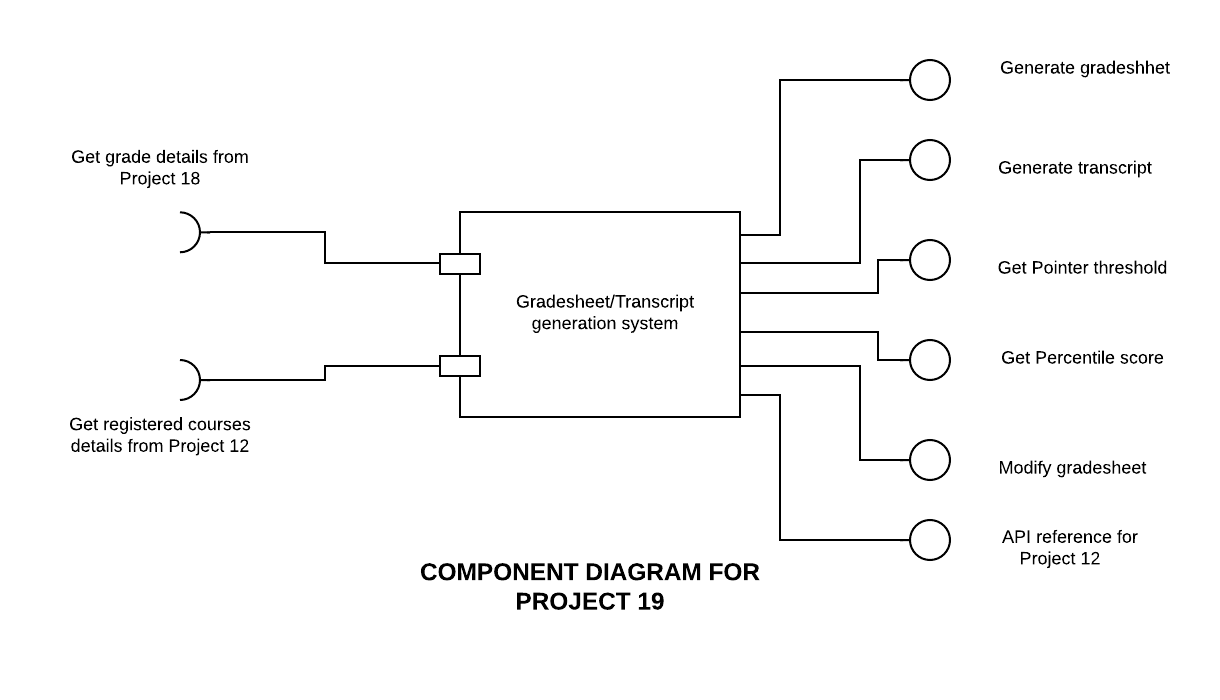 Generate gradeshhet
Get grade details from
Project 18
Generate transcript
Get Pointer threshold
Gradesheet/Transcript
generation system
Get Percentile score
Get registered courses
details from Project 12
Modify gradesheet
API reference for
Project 12
COMPONENT DIAGRAM FOR
PROJECT 19